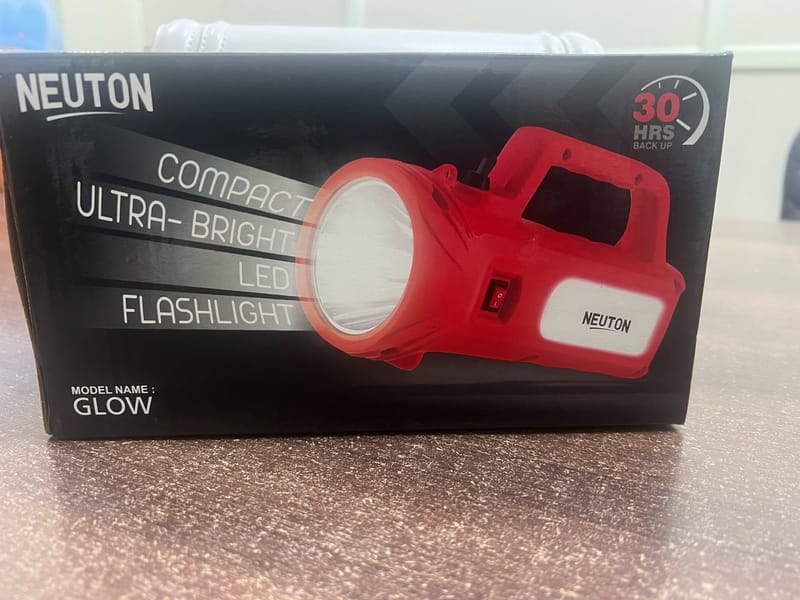 NEUTON
30
HRS
BACK UP
COMPACT
ULTRA- BRIGHT
LED
FLASHLIGHT
NEUTON
MODEL NAME :
GLOW